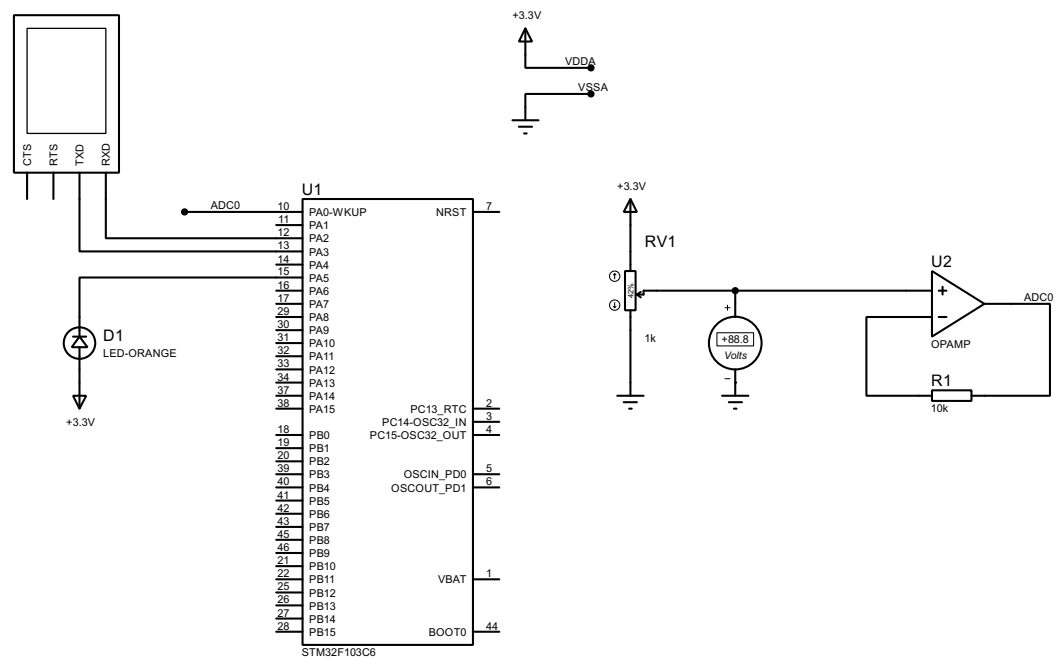 +3.3V
VDDA
VSSA
CTS
RTS
TXD
RXD
U1
ADC0
10 PA0-WKUP
11 PA1
12 PA2
13 PA3
14 PA4
15 PA5
16 PA6
17 PA7
29 PA8
30 PA9
31 PA10
32 PA11
33 PA12
34 PA13
37 PA14
38 PA15
18 PB0
19 PB1
20 PB2
39 PB3
40 PB4
41 PB5
42 PB6
43 PB7
45 PB8
46 PB9
21 PB10
22 PB11
25 PB12
26 PB13
27 PB14
28 PB15
NRST 7
PC13_RTC 2
PC14-OSC32_IN 3
PC15-OSC32_OUT 4
OSCIN_PD0 5
OSCOUT_PD1 6
VBAT 1
BOOT0 44
STM32F103C6
D1
LED-ORANGE
+3.3V
+3.3V
RV1
42%
1k
+
+88.8
Volts
−
U2
+
−
OPAMP
ADC0
R1
10k